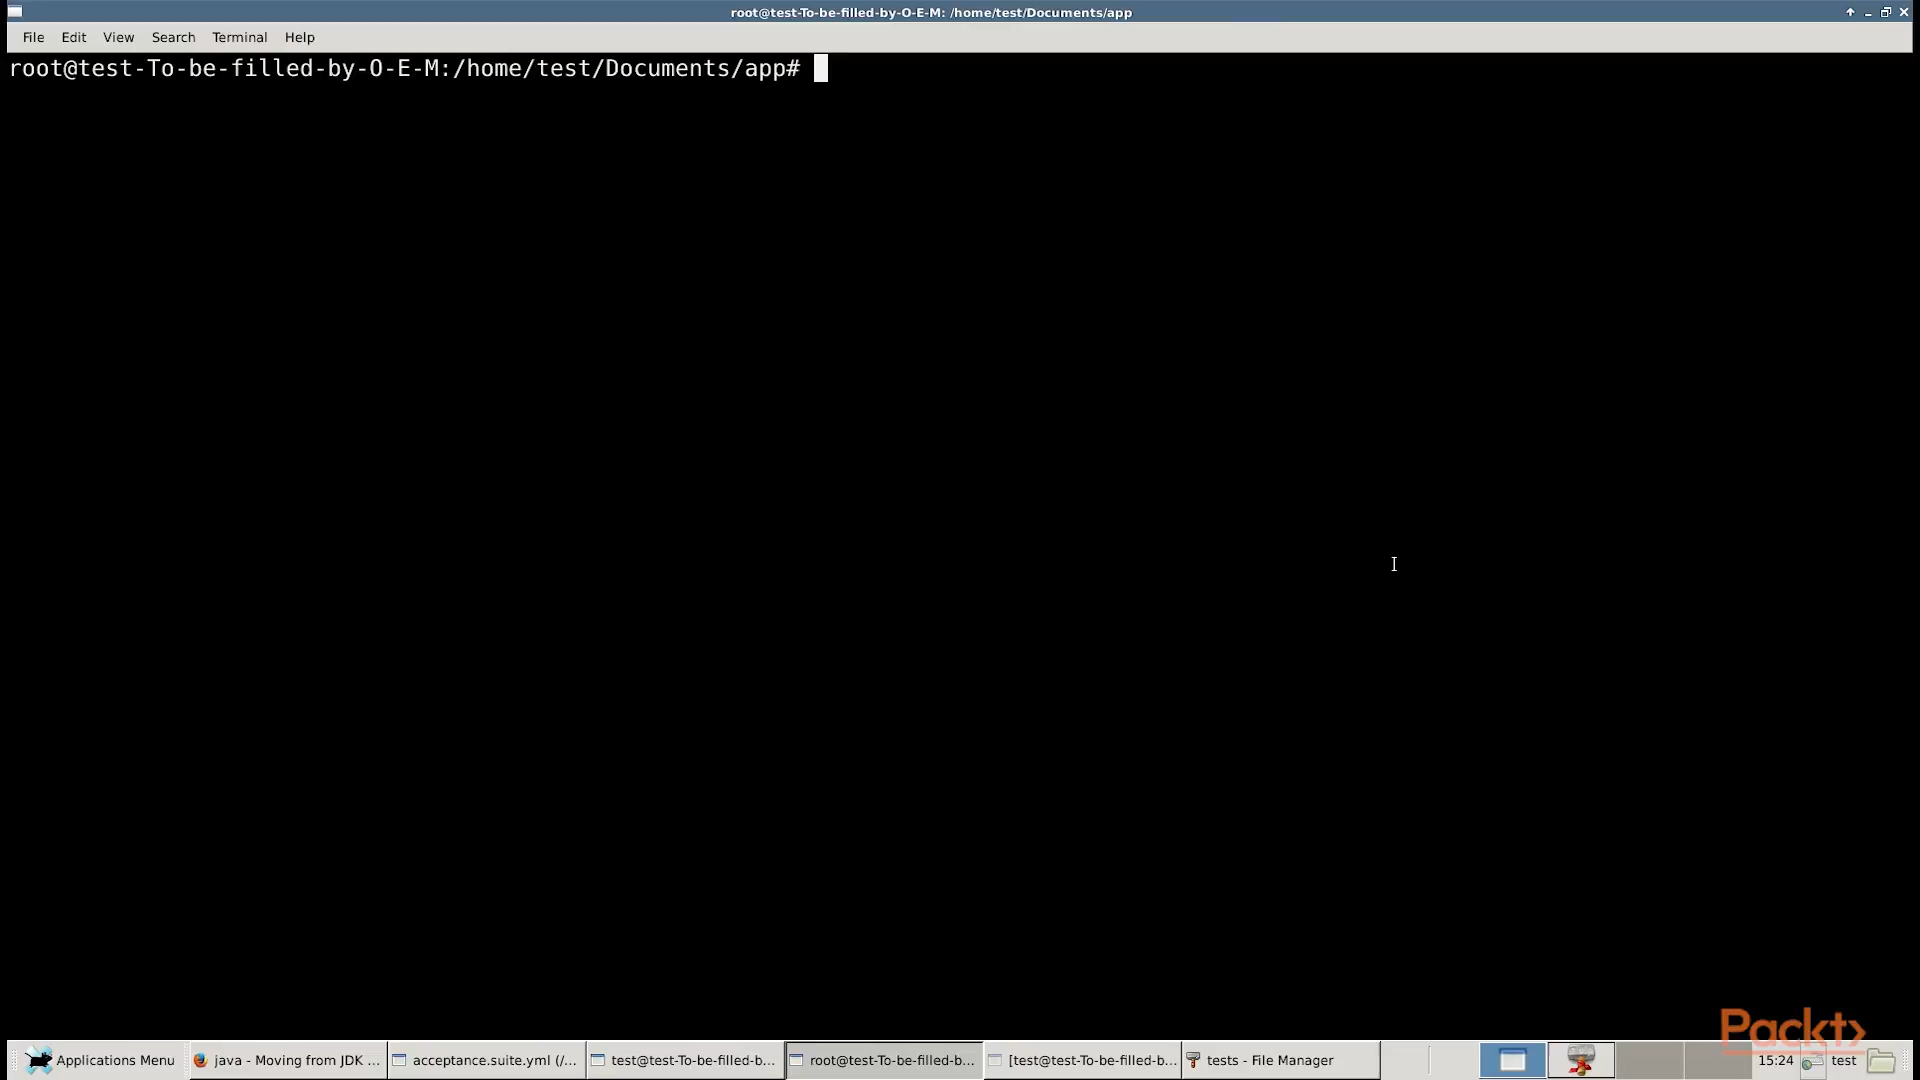 root@test-To-be-filled-by-O-E-M: /home/test/Documents/app
File Edit View Search Terminal Help
root@test-To-be-filled-by-O-E-M:/home/test/Documents/app#
Packt>
Applications Menu
java - Moving from JDK ...
acceptance.suite.yml (/...
test@test-To-be-filled-b...
root@test-To-be-filled-b...
[test@test-To-be-filled-b...
tests - File Manager
15:24
test